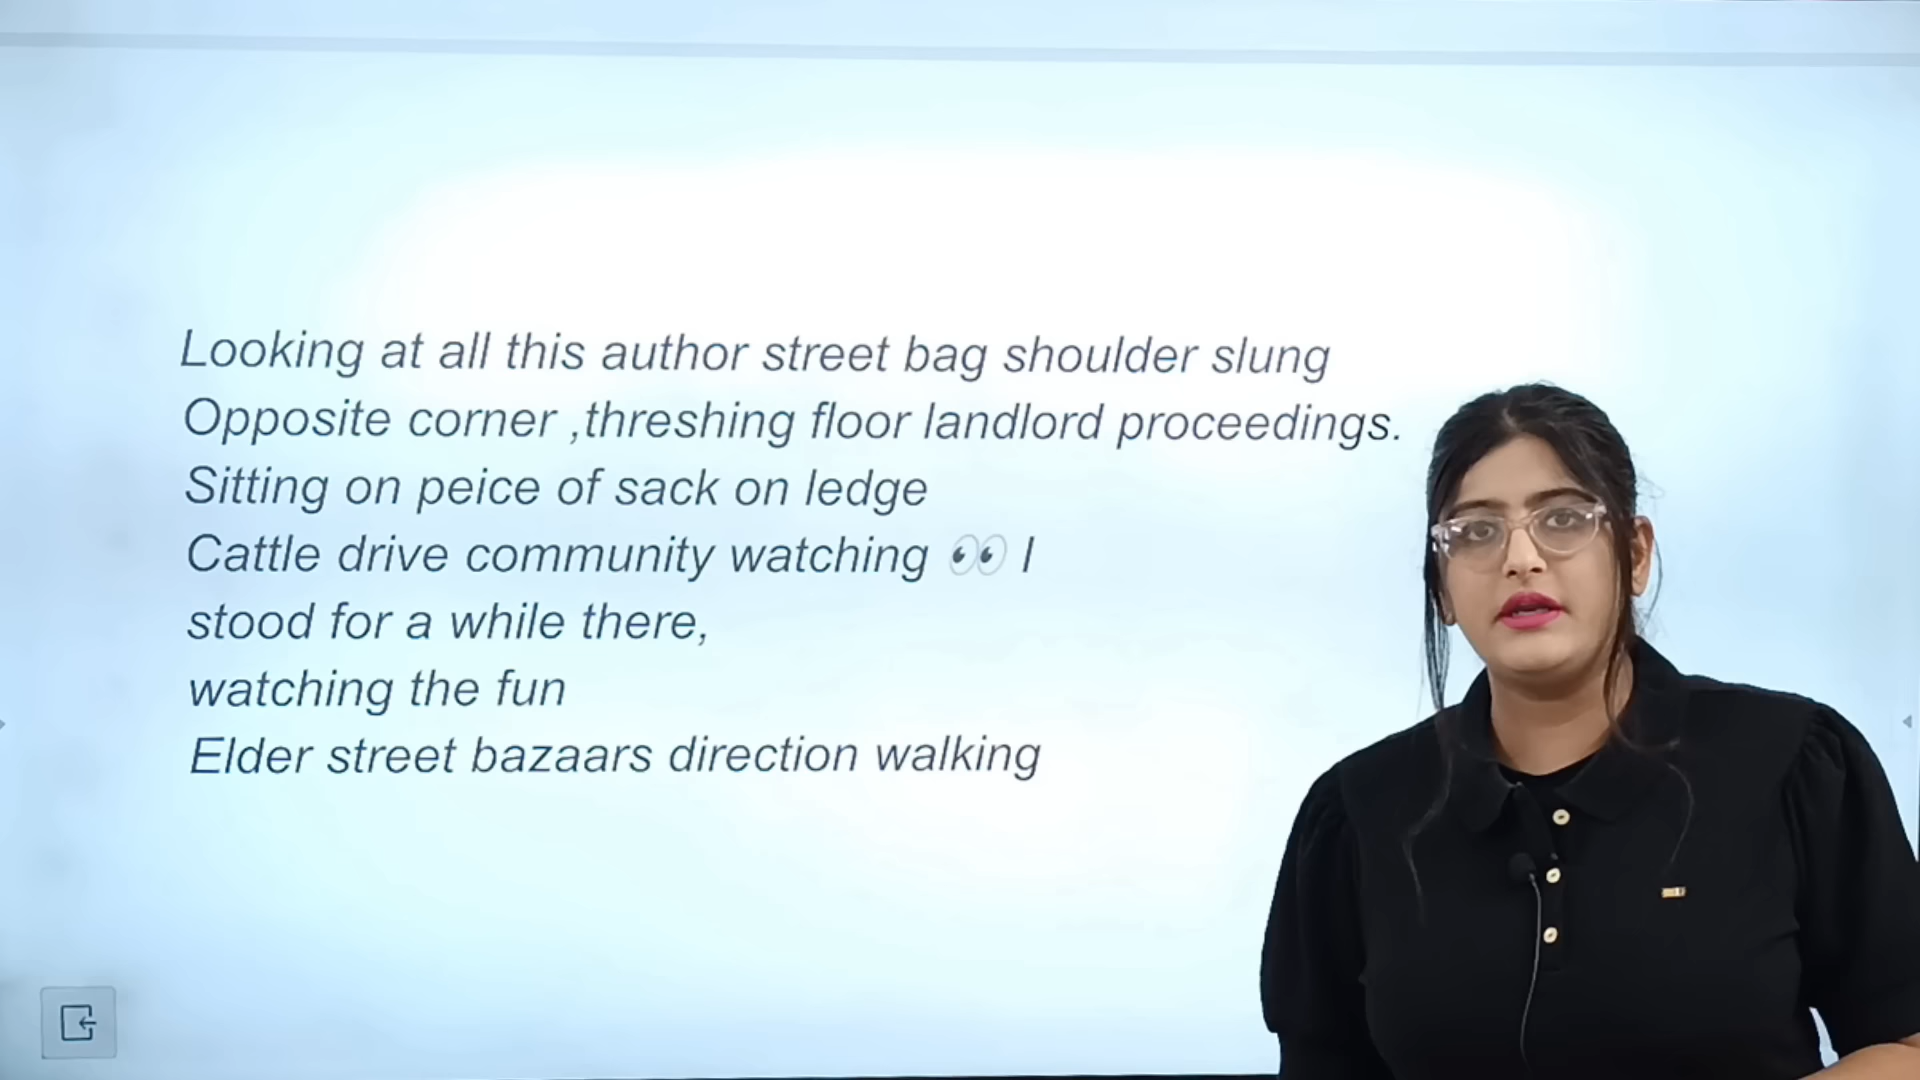 Looking at all this author street bag shoulder slung
Opposite corner ,threshing floor landlord proceedings.
Sitting on peice of sack on ledge
Cattle drive community watching 👀 I
stood for a while there,
watching the fun
Elder street bazaars direction walking